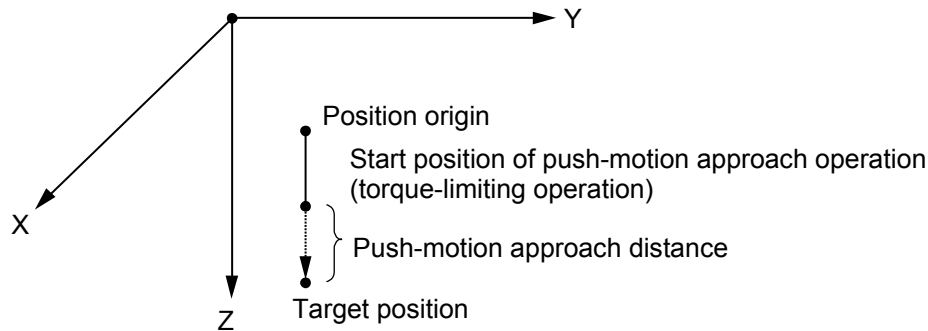 Y
Position origin
Start position of push-motion approach operation
(torque-limiting operation)
X
Push-motion approach distance
Target position
Z